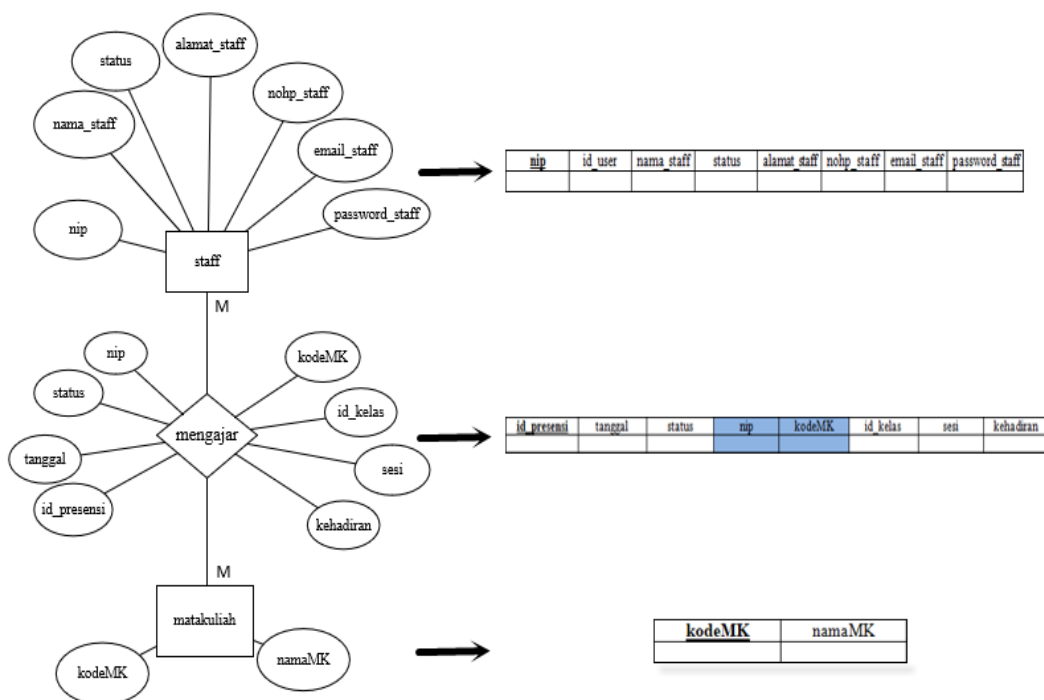 alamat_staff
status
nohp_staff
nama_staff
email_staff
password_staff
nip
staff
M
nip id_user nama_staff status alamat_staff nohp_staff email_staff password_staff
nip
kodeMK
status
id_kelas
mengajar
tanggal
sesi
id_presensi
kehadiran
id_presensi tanggal status nip kodeMK id_kelas sesi kehadiran
M
matakuliah
kodeMK
namaMK
kodeMK namaMK